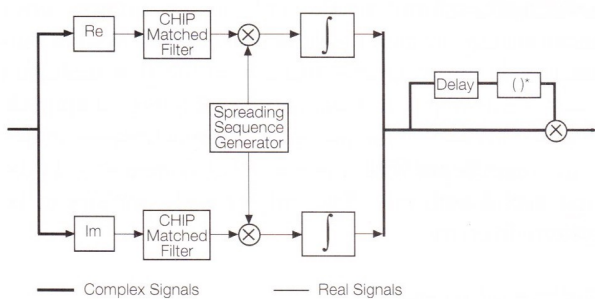 Re
CHIP
Matched
Filter
×
∫
Delay
( )*
Spreading
Sequence
Generator
×
Im
CHIP
Matched
Filter
×
∫
Complex Signals
Real Signals